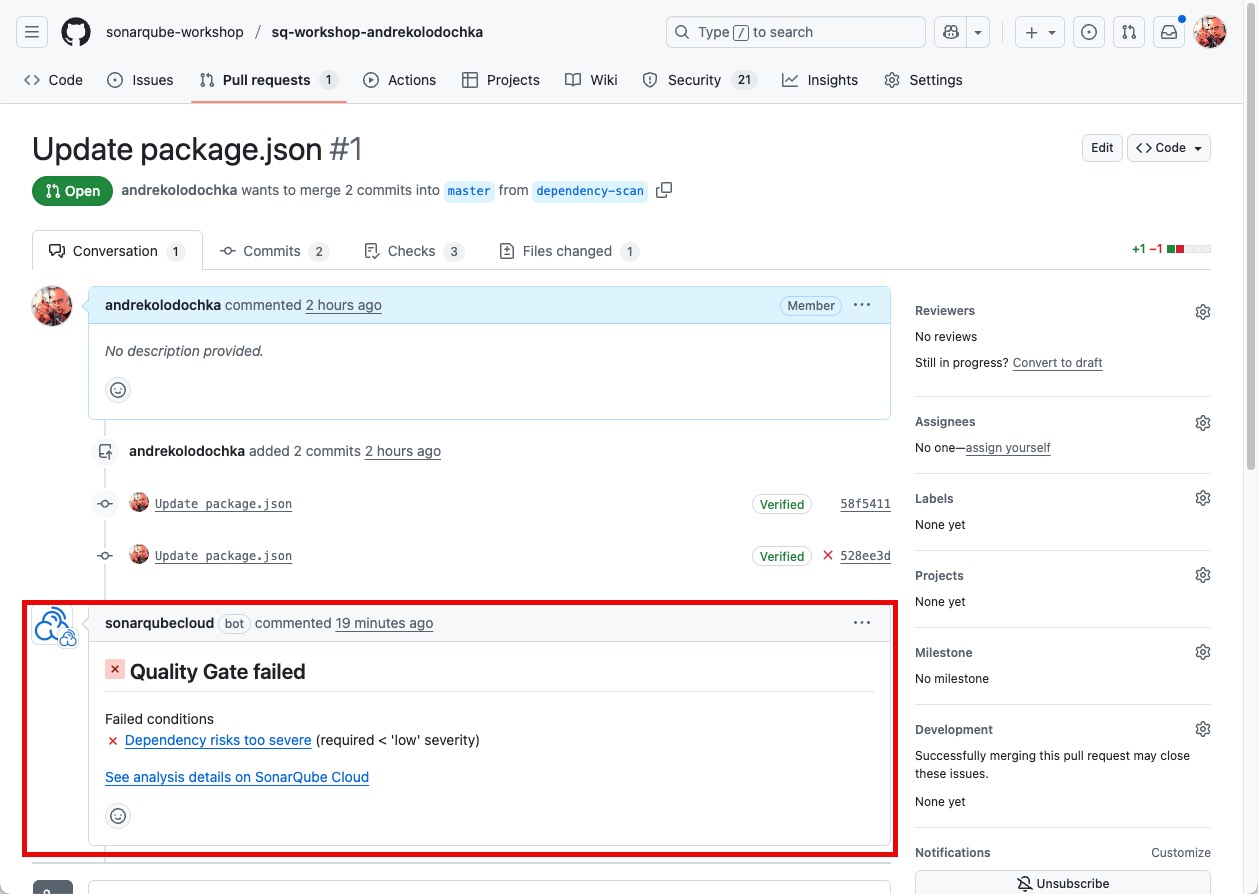 sonarqube-workshop / sq-workshop-andrekolodochka
Type / to search
Code
Issues
Pull requests 1
Actions
Projects
Wiki
Security 21
Insights
Settings
Update package.json #1
Edit
<> Code
Open
andrekolodochka wants to merge 2 commits into master from dependency-scan
Conversation 1
Commits 2
Checks 3
Files changed 1
+1 −1
andrekolodochka commented 2 hours ago
Member
No description provided.
andrekolodochka added 2 commits 2 hours ago
Update package.json
Verified
58f5411
Update package.json
Verified
528ee3d
sonarqubecloud bot commented 19 minutes ago
Quality Gate failed
Failed conditions
Dependency risks too severe (required < 'low' severity)
See analysis details on SonarQube Cloud
Reviewers
No reviews
Still in progress? Convert to draft
Assignees
No one—assign yourself
Labels
None yet
Projects
None yet
Milestone
No milestone
Development
Successfully merging this pull request may close
these issues.
None yet
Notifications
Customize
Unsubscribe